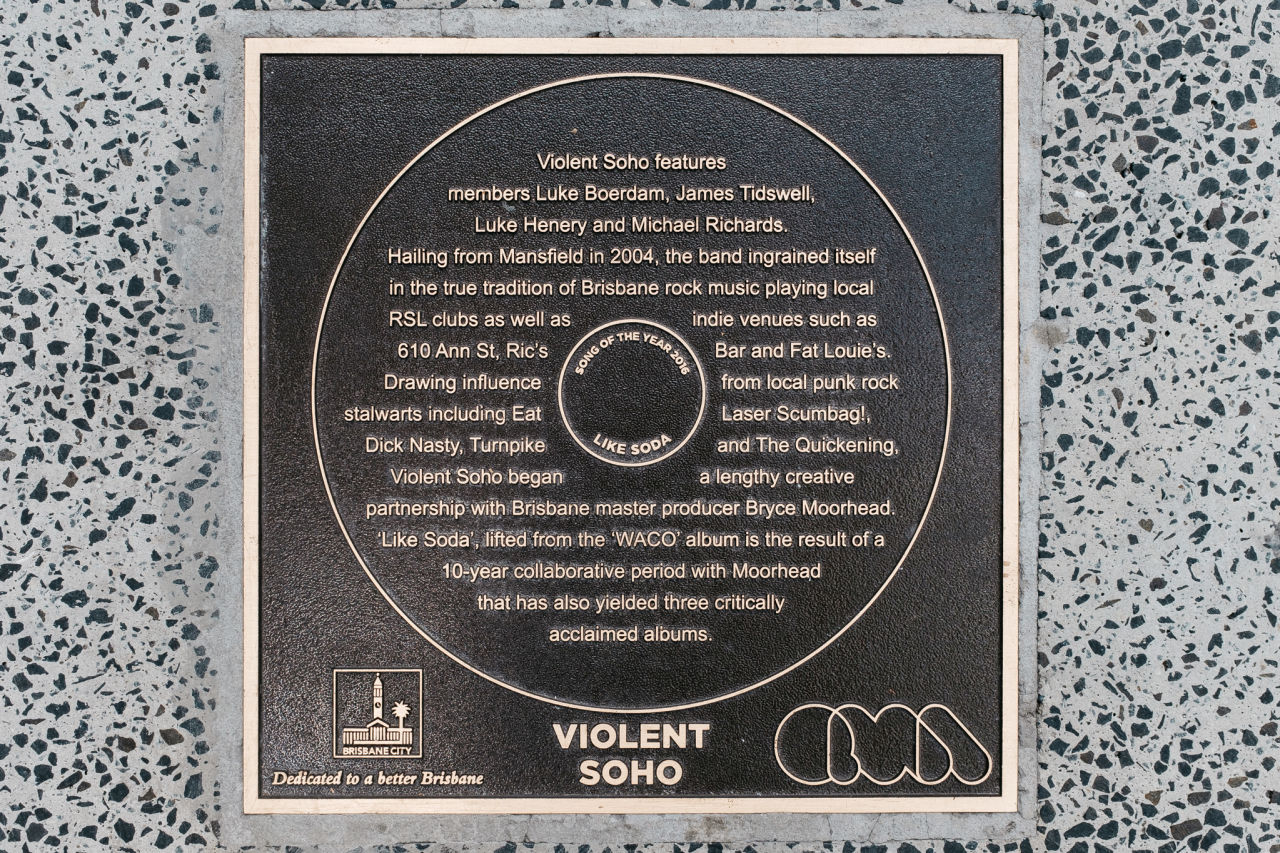 Violent Soho features
members Luke Boerdam, James Tidswell,
Luke Henery and Michael Richards.
Hailing from Mansfield in 2004, the band ingrained itself
in the true tradition of Brisbane rock music playing local
RSL clubs as well as indie venues such as
610 Ann St, Ric's Bar and Fat Louie's.
Drawing influence from local punk rock
stalwarts including Eat Laser Scumbag!,
Dick Nasty, Turnpike and The Quickening,
Violent Soho began a lengthy creative
partnership with Brisbane master producer Bryce Moorhead.
'Like Soda', lifted from the 'WACO' album is the result of a
10-year collaborative period with Moorhead
that has also yielded three critically
acclaimed albums.
SONG OF THE YEAR 2016
LIKE SODA
BRISBANE CITY
Dedicated to a better Brisbane
VIOLENT
SOHO
QMA